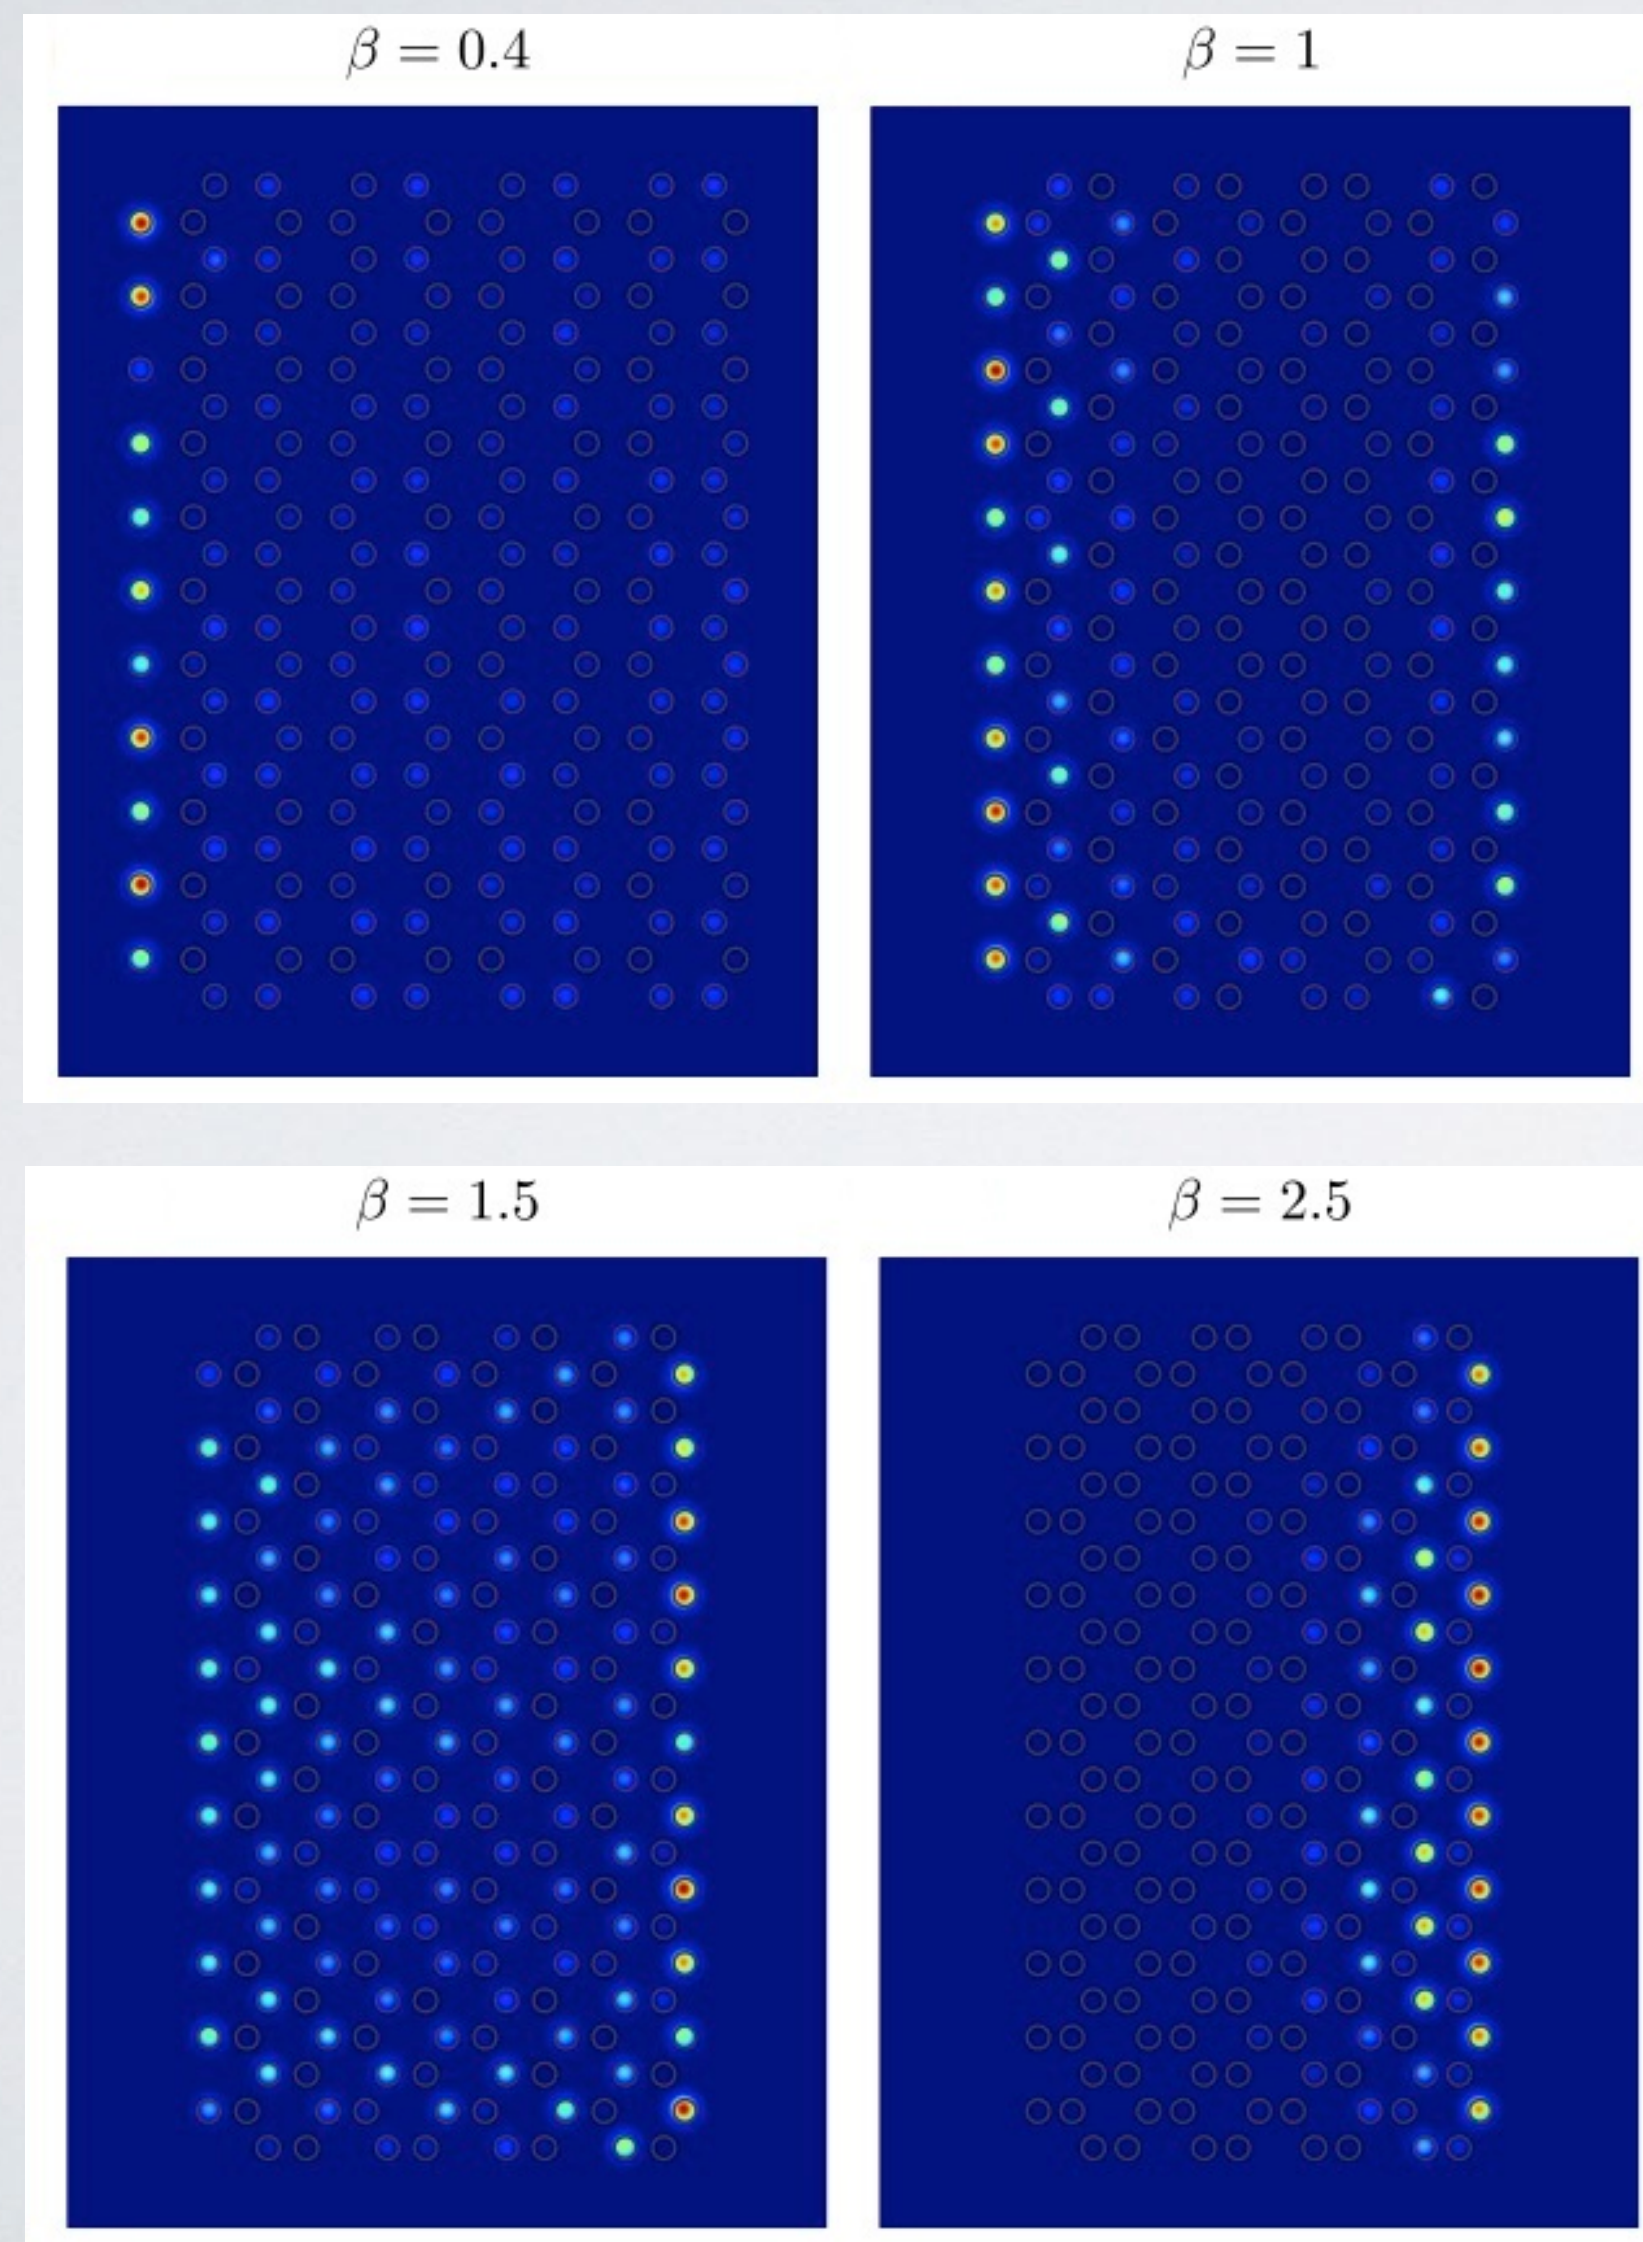 β = 0.4
β = 1
β = 1.5
β = 2.5